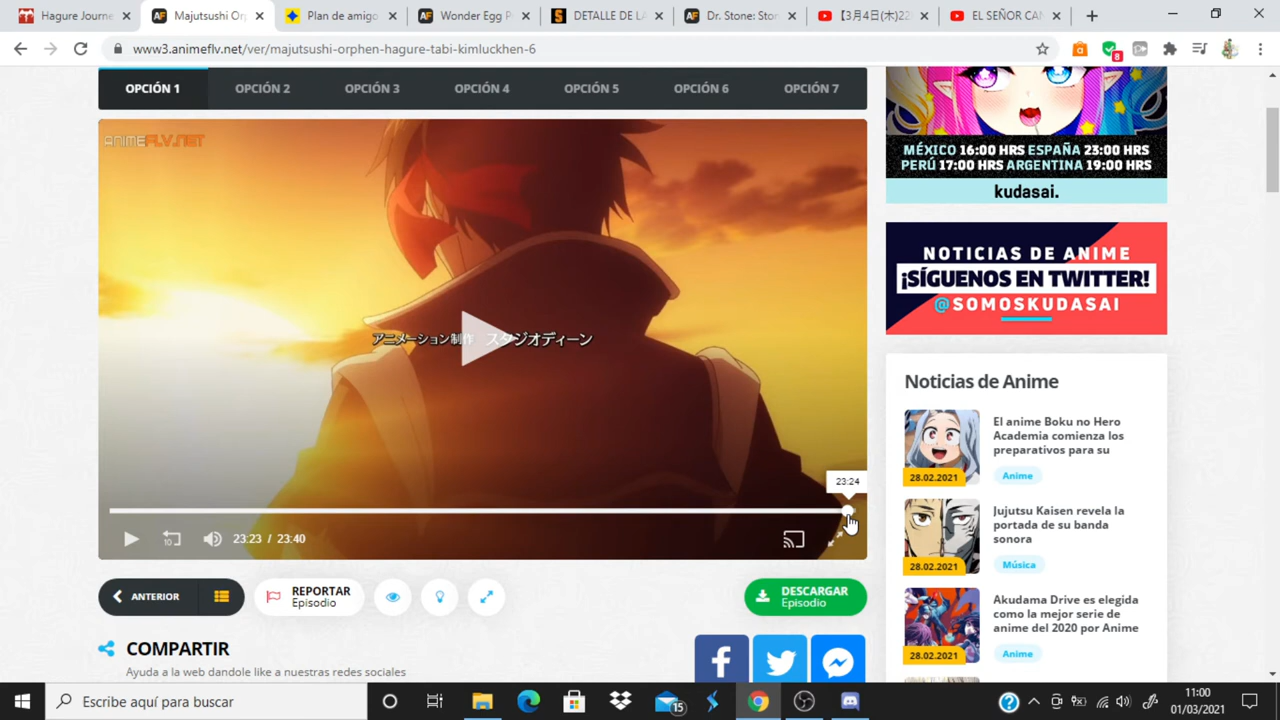 Hagure Journe
Majutsushi Orp
Plan de amigo
Wonder Egg P
DETALLE DE LA
Dr. Stone: Ston
【3月4日(木)22
EL SEÑOR CAN
www3.animeflv.net/ver/majutsushi-orphen-hagure-tabi-kimluckhen-6
8
OPCIÓN 1
OPCIÓN 2
OPCIÓN 3
OPCIÓN 4
OPCIÓN 5
OPCIÓN 6
OPCIÓN 7
ANIMEFLV.NET
アニメーション制作 スタジオディーン
23:24
10
23:23 / 23:40
ANTERIOR
REPORTAR
Episodio
DESCARGAR
Episodio
COMPARTIR
Ayuda a la web dandole like a nuestras redes sociales
MÉXICO 16:00 HRS ESPAÑA 23:00 HRS
PERÚ 17:00 HRS ARGENTINA 19:00 HRS
kudasai.
NOTICIAS DE ANIME
¡SÍGUENOS EN TWITTER!
@SOMOSKUDASAI
Noticias de Anime
El anime Boku no Hero
Academia comienza los
preparativos para su
28.02.2021
Anime
Jujutsu Kaisen revela la
portada de su banda
sonora
28.02.2021
Música
Akudama Drive es elegida
como la mejor serie de
anime del 2020 por Anime
28.02.2021
Anime
Escribe aquí para buscar
15
11:00
01/03/2021